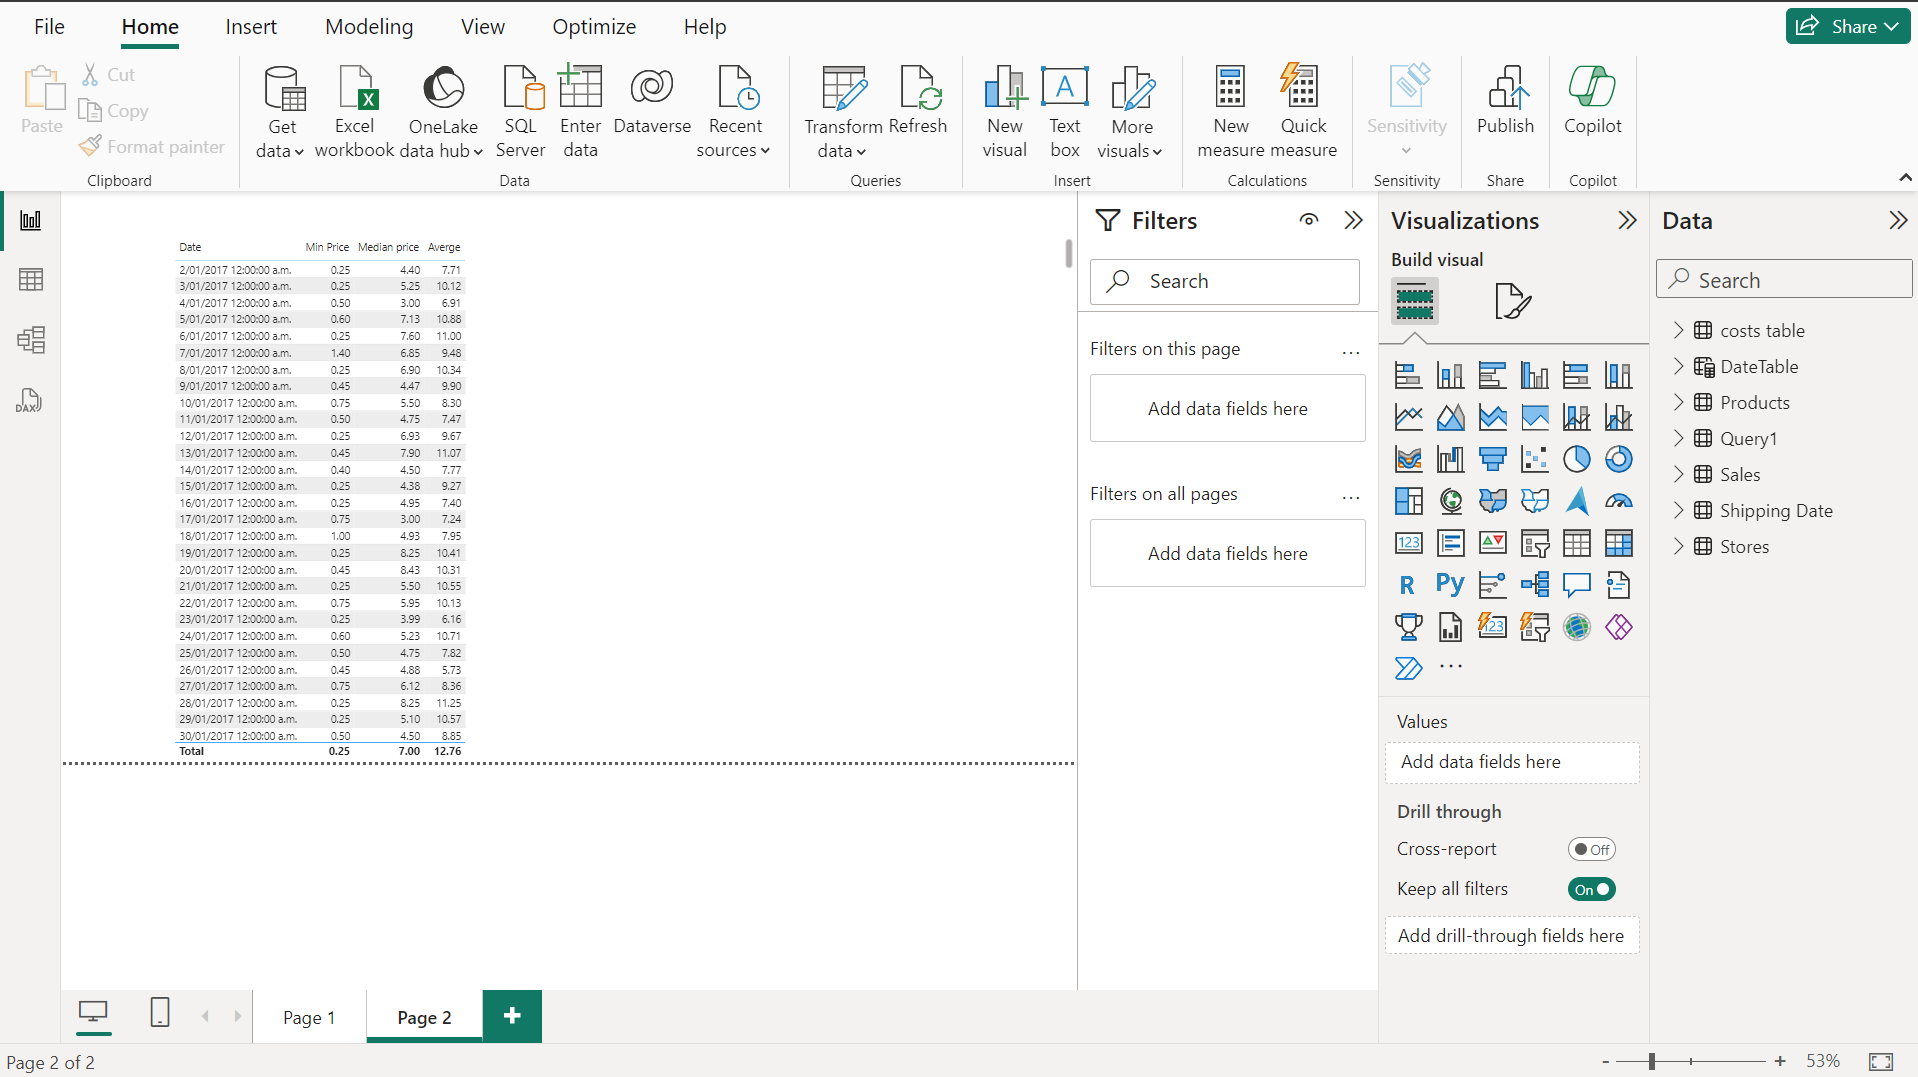 File Home Insert Modeling View Optimize Help Share
Paste Cut Copy Format painter
Clipboard
Get data
Excel workbook
OneLake data hub
SQL Server
Enter data
Dataverse
Recent sources
Data
Transform data
Refresh
Queries
New visual
Text box
More visuals
Insert
New measure
Quick measure
Calculations
Sensitivity
Sensitivity
Publish
Share
Copilot
Copilot
DAX
Date Min Price Median price Averge
2/01/2017 12:00:00 a.m. 0.25 4.40 7.71
3/01/2017 12:00:00 a.m. 0.25 5.25 10.12
4/01/2017 12:00:00 a.m. 0.50 3.00 6.91
5/01/2017 12:00:00 a.m. 0.60 7.13 10.88
6/01/2017 12:00:00 a.m. 0.25 7.60 11.00
7/01/2017 12:00:00 a.m. 1.40 6.85 9.48
8/01/2017 12:00:00 a.m. 0.25 6.90 10.34
9/01/2017 12:00:00 a.m. 0.45 4.47 9.90
10/01/2017 12:00:00 a.m. 0.75 5.50 8.30
11/01/2017 12:00:00 a.m. 0.50 4.75 7.47
12/01/2017 12:00:00 a.m. 0.25 6.93 9.67
13/01/2017 12:00:00 a.m. 0.45 7.90 11.07
14/01/2017 12:00:00 a.m. 0.40 4.50 7.77
15/01/2017 12:00:00 a.m. 0.25 4.38 9.27
16/01/2017 12:00:00 a.m. 0.25 4.95 7.40
17/01/2017 12:00:00 a.m. 0.75 3.00 7.24
18/01/2017 12:00:00 a.m. 1.00 4.93 7.95
19/01/2017 12:00:00 a.m. 0.25 8.25 10.41
20/01/2017 12:00:00 a.m. 0.45 8.43 10.31
21/01/2017 12:00:00 a.m. 0.25 5.50 10.55
22/01/2017 12:00:00 a.m. 0.75 5.95 10.13
23/01/2017 12:00:00 a.m. 0.25 3.99 6.16
24/01/2017 12:00:00 a.m. 0.60 5.23 10.71
25/01/2017 12:00:00 a.m. 0.50 4.75 7.82
26/01/2017 12:00:00 a.m. 0.45 4.88 5.73
27/01/2017 12:00:00 a.m. 0.75 6.12 8.36
28/01/2017 12:00:00 a.m. 0.25 8.25 11.25
29/01/2017 12:00:00 a.m. 0.25 5.10 10.57
30/01/2017 12:00:00 a.m. 0.50 4.50 8.85
Total 0.25 7.00 12.76
Filters
Search
Filters on this page ...
Add data fields here
Filters on all pages ...
Add data fields here
Visualizations
Build visual
123
R Py
123
...
Values
Add data fields here
Drill through
Cross-report Off
Keep all filters On
Add drill-through fields here
Data
Search
costs table
DateTable
Products
Query1
Sales
Shipping Date
Stores
Page 1 Page 2 +
Page 2 of 2
- + 53%